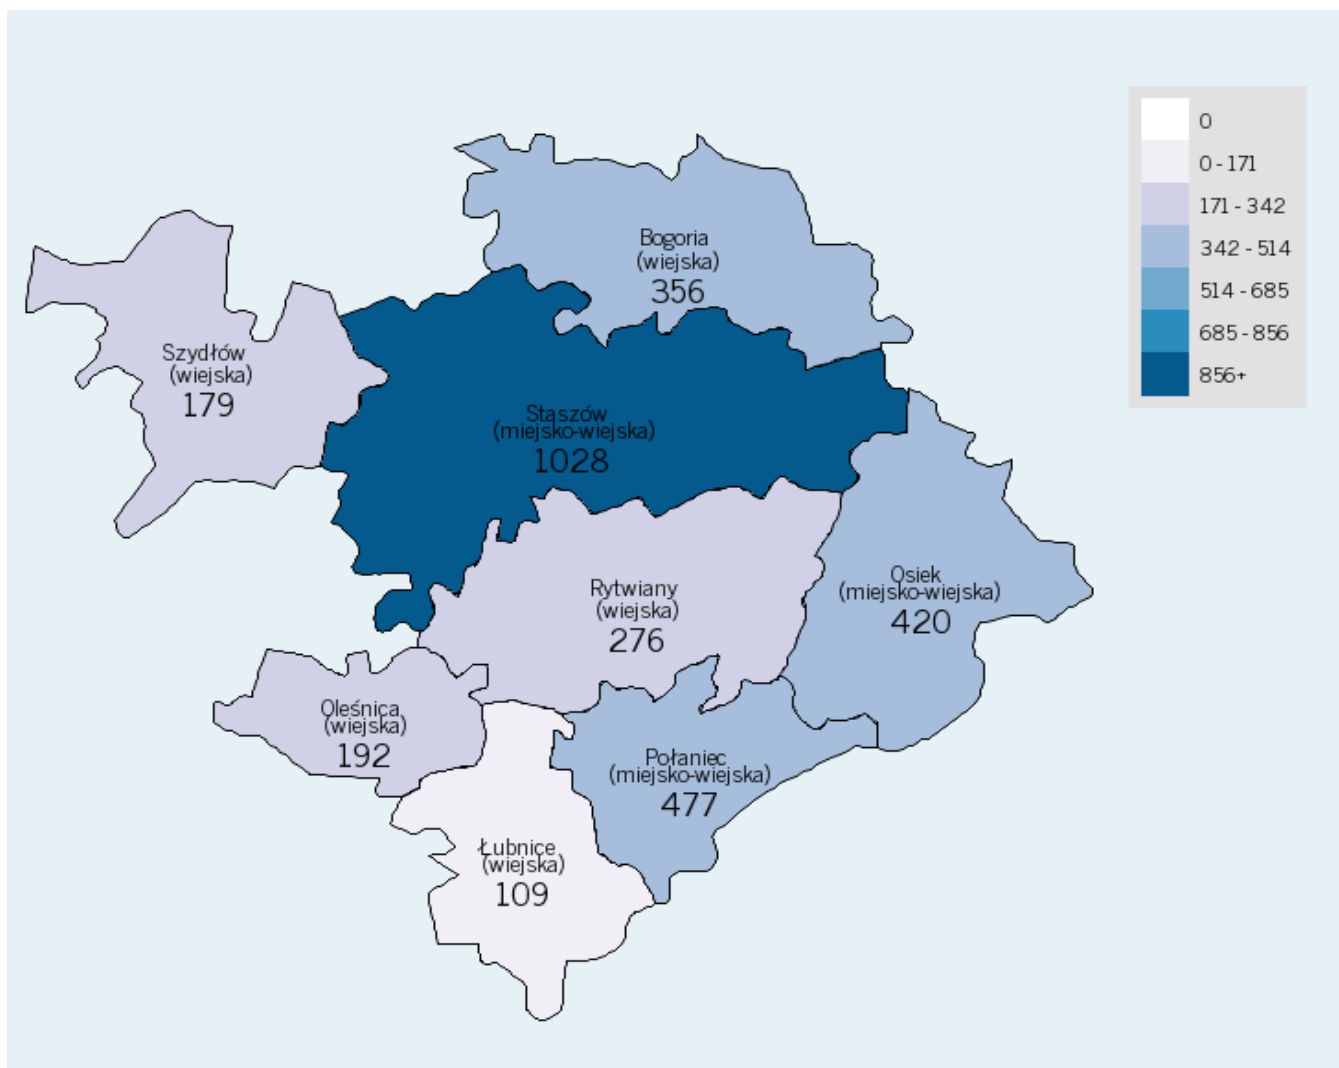 0
0 - 171
171 - 342
342 - 514
514 - 685
685 - 856
856+
Bogoria
(wiejska)
356
Szydłów
(wiejska)
179
Staszów
(miejsko-wiejska)
1028
Osiek
(miejsko-wiejska)
420
Rytwiany
(wiejska)
276
Oleśnica
(wiejska)
192
Połaniec
(miejsko-wiejska)
477
Łubnice
(wiejska)
109